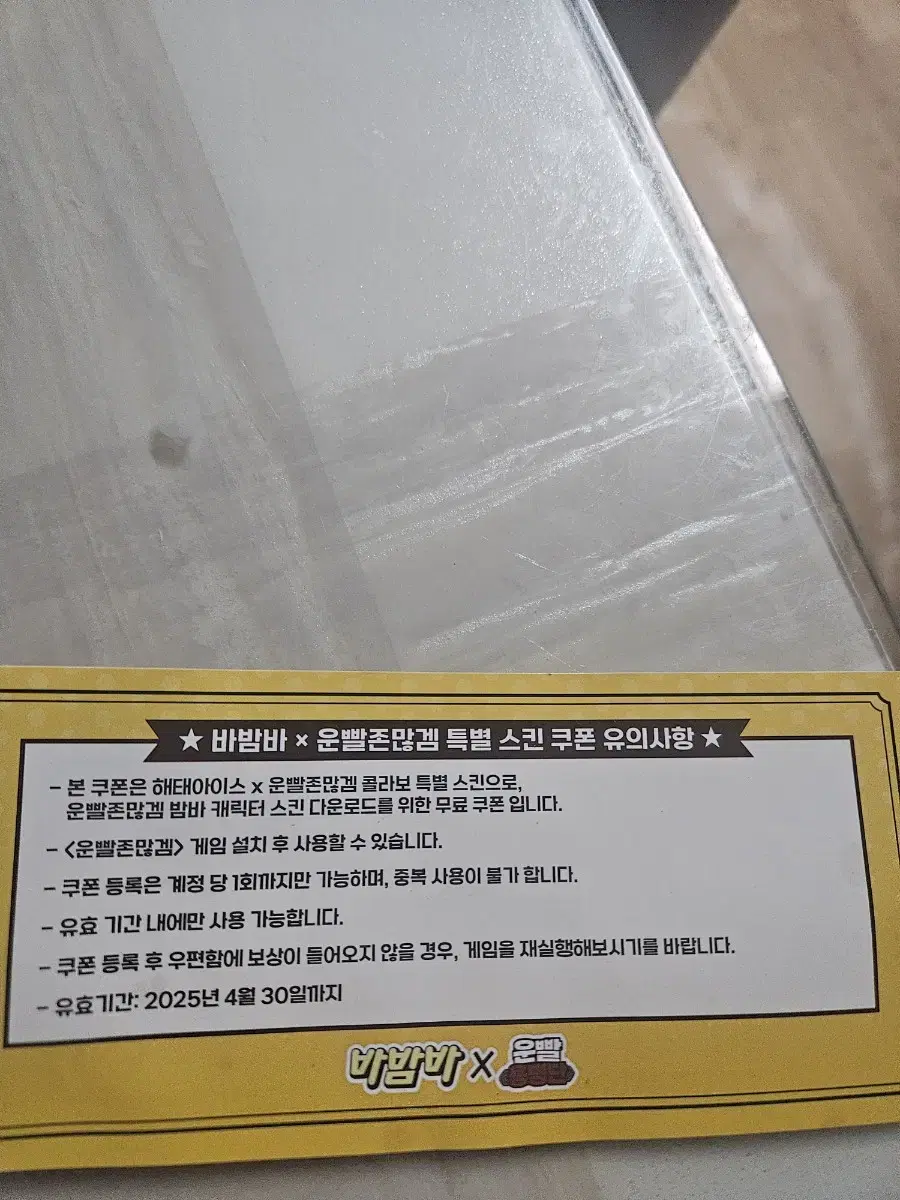 ★ 바밤바 × 운빨존많겜 특별 스킨 쿠폰 유의사항 ★
- 본 쿠폰은 해태아이스 x 운빨존많겜 콜라보 특별 스킨으로,
운빨존많겜 밤바 캐릭터 스킨 다운로드를 위한 무료 쿠폰 입니다.
- <운빨존많겜> 게임 설치 후 사용할 수 있습니다.
- 쿠폰 등록은 계정 당 1회까지만 가능하며, 중복 사용이 불가 합니다.
- 유효 기간 내에만 사용 가능합니다.
- 쿠폰 등록 후 우편함에 보상이 들어오지 않을 경우, 게임을 재실행해보시기를 바랍니다.
- 유효기간: 2025년 4월 30일까지
바밤바 X 운빨